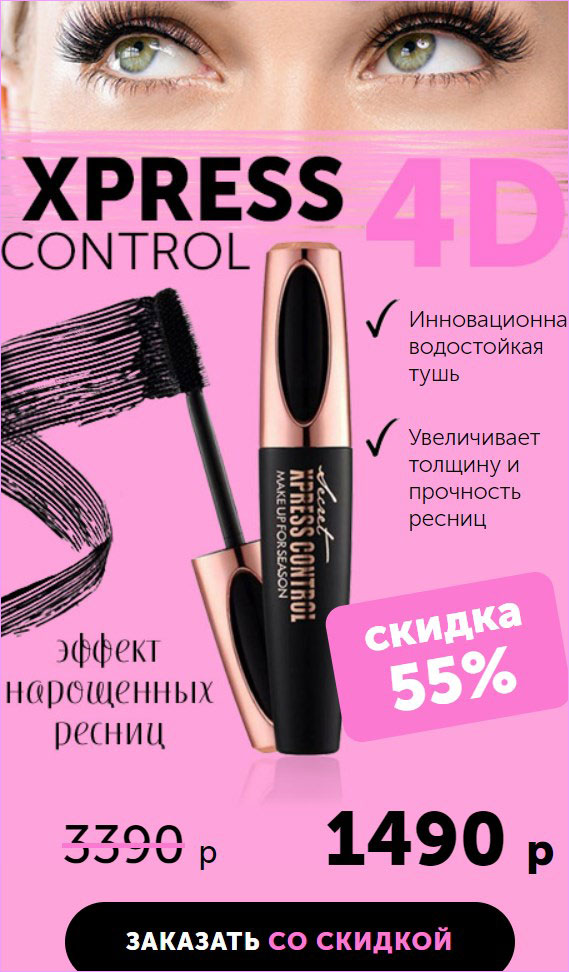 XPRESS
CONTROL
4D
Инновационна
водостойкая
тушь
Увеличивает
толщину и
прочность
ресниц
Secret
XPRESS CONTROL
MAKE UP FOR SEASON
эффект
нарощенных
ресниц
скидка
55%
3390 р
1490 р
ЗАКАЗАТЬ СО СКИДКОЙ